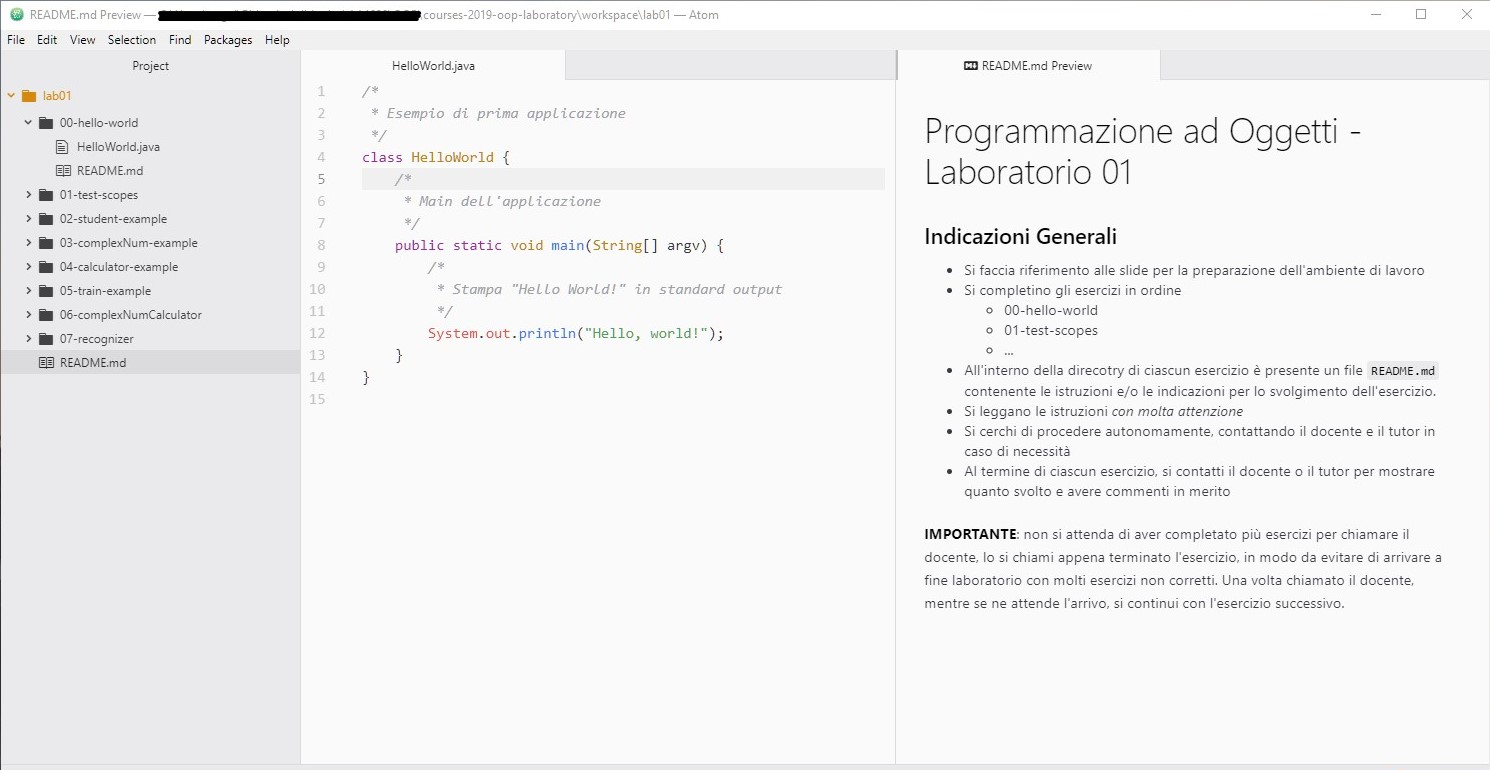 README.md Preview — \courses-2019-oop-laboratory\workspace\lab01 — Atom
File Edit View Selection Find Packages Help
Project
lab01
00-hello-world
HelloWorld.java
README.md
01-test-scopes
02-student-example
03-complexNum-example
04-calculator-example
05-train-example
06-complexNumCalculator
07-recognizer
README.md
HelloWorld.java
1 /*
2 * Esempio di prima applicazione
3 */
4 class HelloWorld {
5 /*
6 * Main dell'applicazione
7 */
8 public static void main(String[] argv) {
9 /*
10 * Stampa "Hello World!" in standard output
11 */
12 System.out.println("Hello, world!");
13 }
14 }
15
README.md Preview
Programmazione ad Oggetti -
Laboratorio 01
Indicazioni Generali
• Si faccia riferimento alle slide per la preparazione dell'ambiente di lavoro
• Si completino gli esercizi in ordine
◦ 00-hello-world
◦ 01-test-scopes
◦ ...
• All'interno della direcotry di ciascun esercizio è presente un file README.md
contenente le istruzioni e/o le indicazioni per lo svolgimento dell'esercizio.
• Si leggano le istruzioni con molta attenzione
• Si cerchi di procedere autonomamente, contattando il docente e il tutor in
caso di necessità
• Al termine di ciascun esercizio, si contatti il docente o il tutor per mostrare
quanto svolto e avere commenti in merito
IMPORTANTE: non si attenda di aver completato più esercizi per chiamare il
docente, lo si chiami appena terminato l'esercizio, in modo da evitare di arrivare a
fine laboratorio con molti esercizi non corretti. Una volta chiamato il docente,
mentre se ne attende l'arrivo, si continui con l'esercizio successivo.